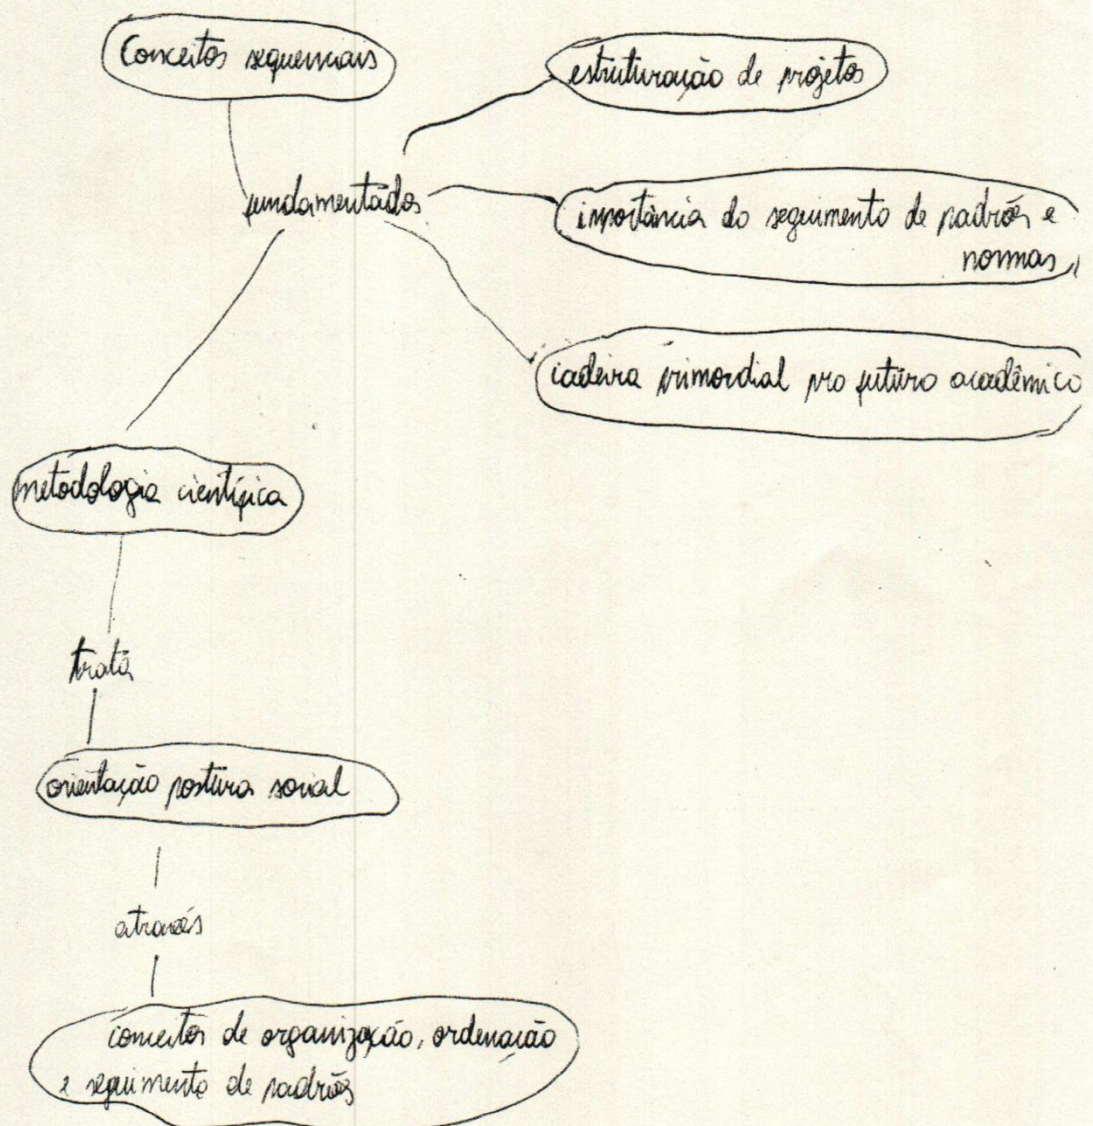 Conceitos sequenciais
estruturação de projetos
fundamentados
importância do seguimento de padrões e
normas
cadeira primordial pro futuro acadêmico
metodologia científica
trata
orientação postura social
através
conceitos de organização, ordenação
e seguimento de padrões